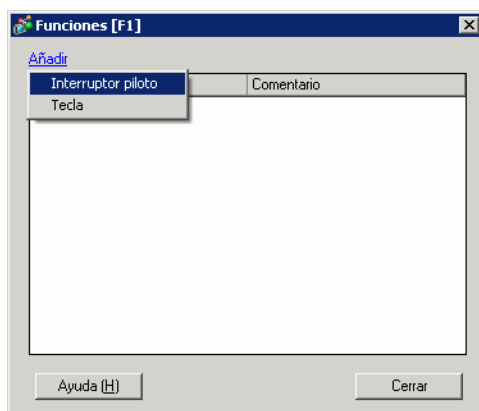 Funciones [F1]
Añadir
Interruptor piloto
Comentario
Tecla
Ayuda (H)
Cerrar